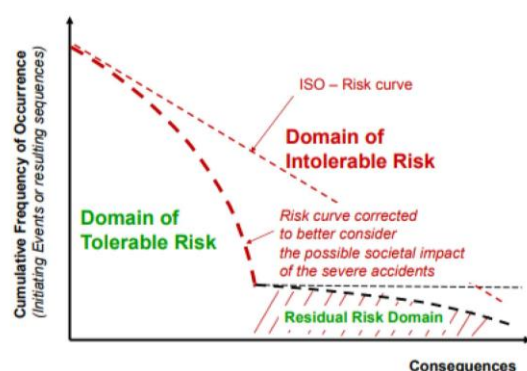 Cumulative Frequency of Occurrence
(Initiating Events or resulting sequences)
ISO – Risk curve
Domain of
Intolerable Risk
Domain of
Tolerable Risk
Risk curve corrected
to better consider
the possible societal impact
of the severe accidents
Residual Risk Domain
Consequences